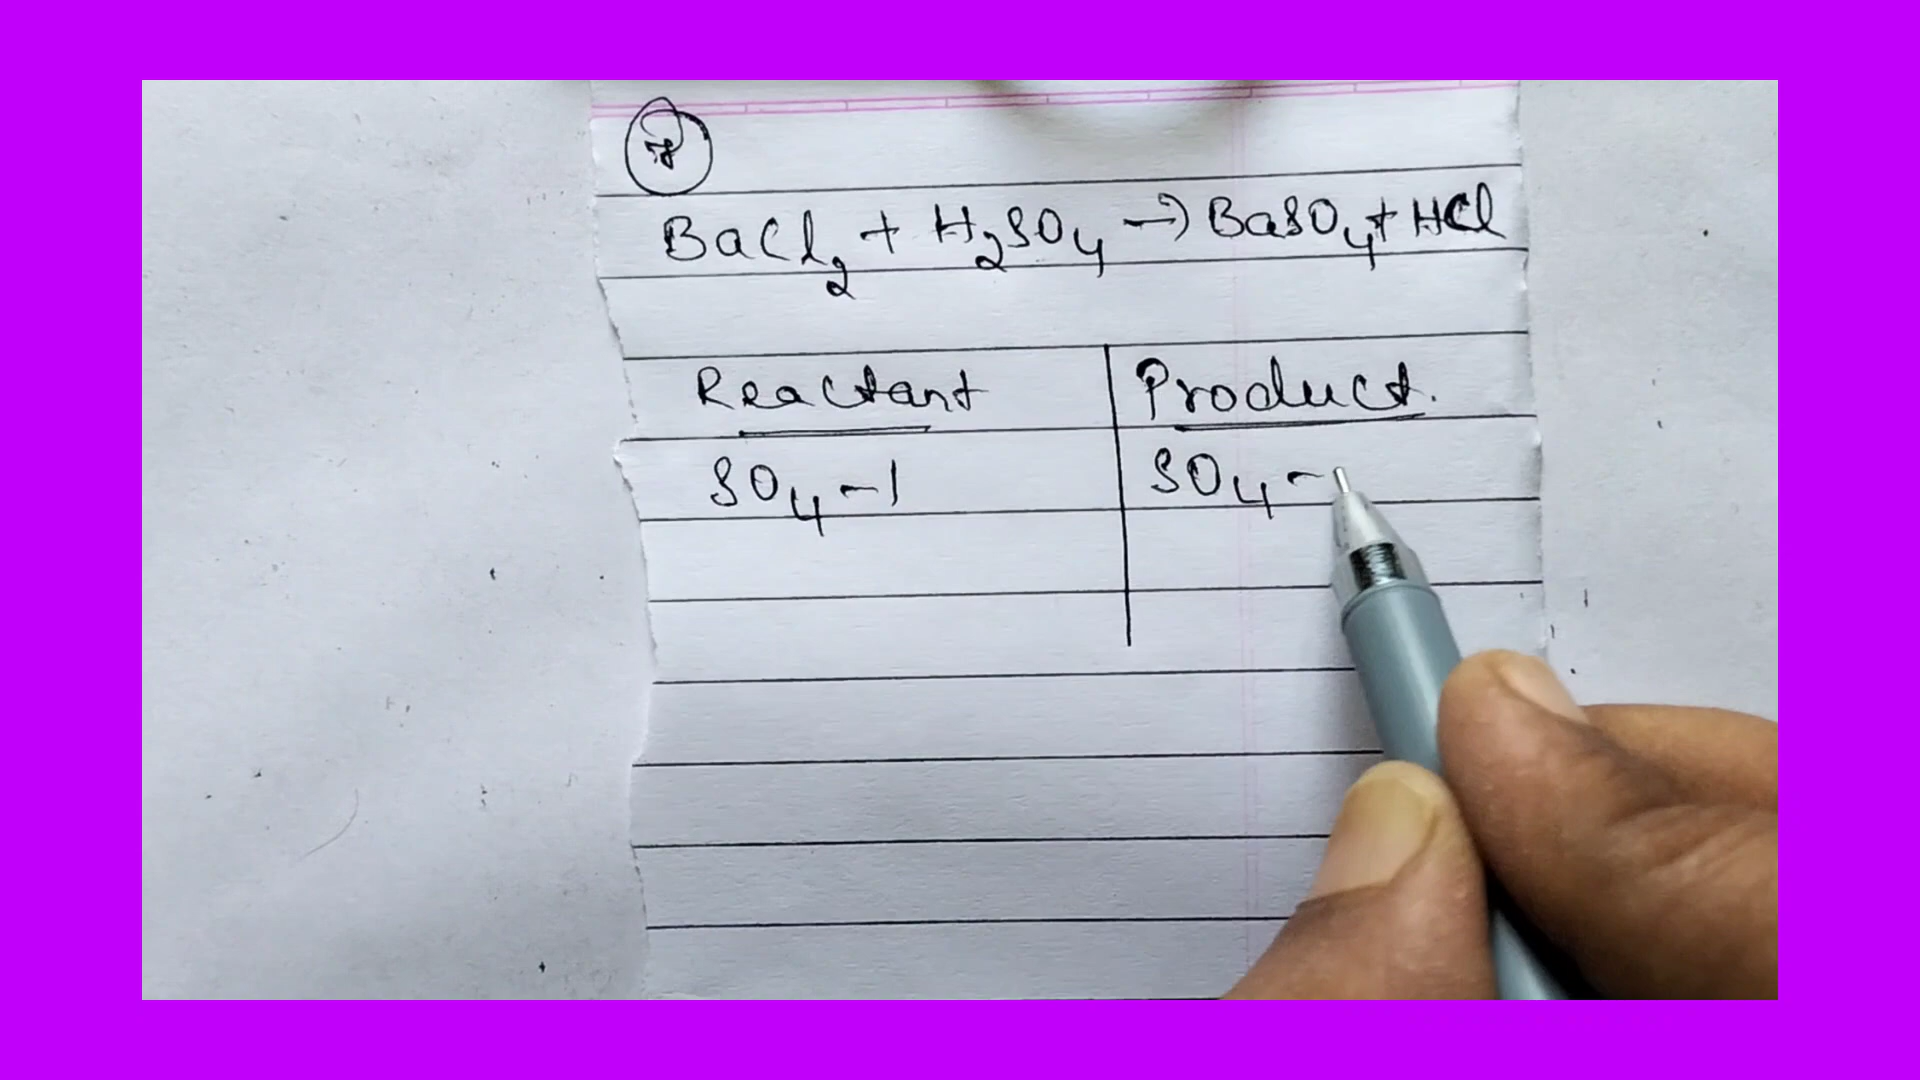 BaCl₂ + H₂SO₄ → BaSO₄ + HCl
Reactant Product.
SO₄ - 1 SO₄ -